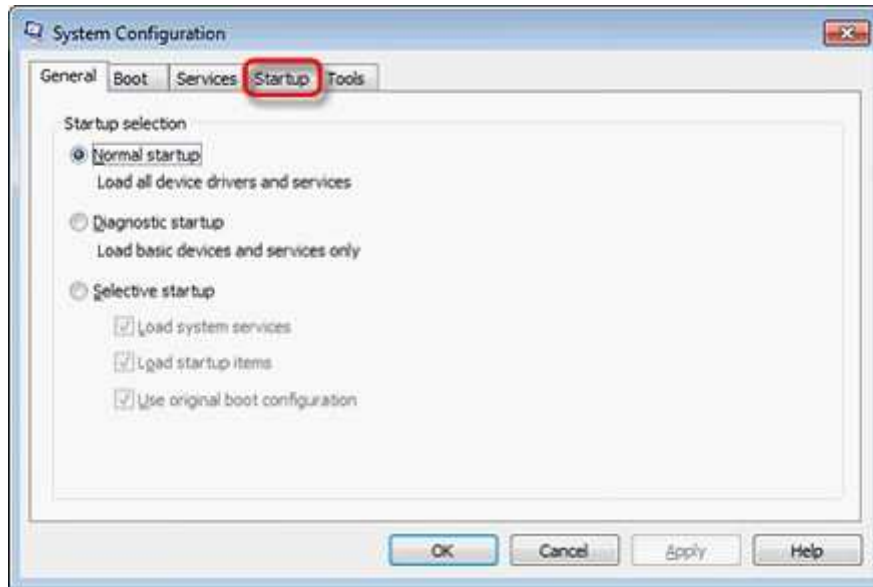 System Configuration
General Boot Services Startup Tools
Startup selection
Normal startup
Load all device drivers and services
Diagnostic startup
Load basic devices and services only
Selective startup
Load system services
Load startup items
Use original boot configuration
OK Cancel Apply Help